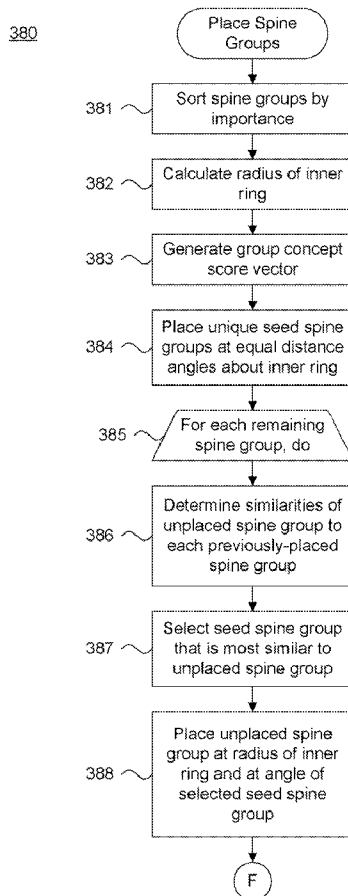 380
Place Spine
Groups
381
Sort spine groups by
importance
382
Calculate radius of inner
ring
383
Generate group concept
score vector
384
Place unique seed spine
groups at equal distance
angles about inner ring
385
For each remaining
spine group, do
386
Determine similarities of
unplaced spine group to
each previously-placed
spine group
387
Select seed spine group
that is most similar to
unplaced spine group
388
Place unplaced spine
group at radius of inner
ring and at angle of
selected seed spine
group
F